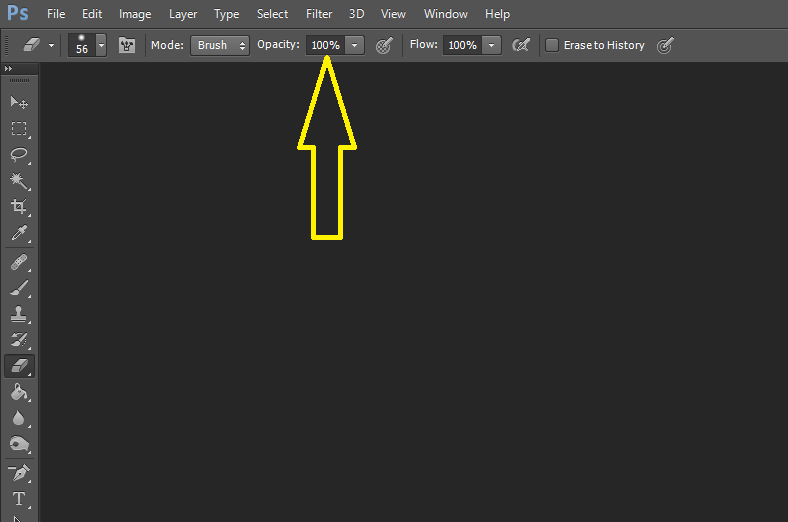 Ps File Edit Image Layer Type Select Filter 3D View Window Help
56 Mode: Brush Opacity: 100% Flow: 100% Erase to History
T